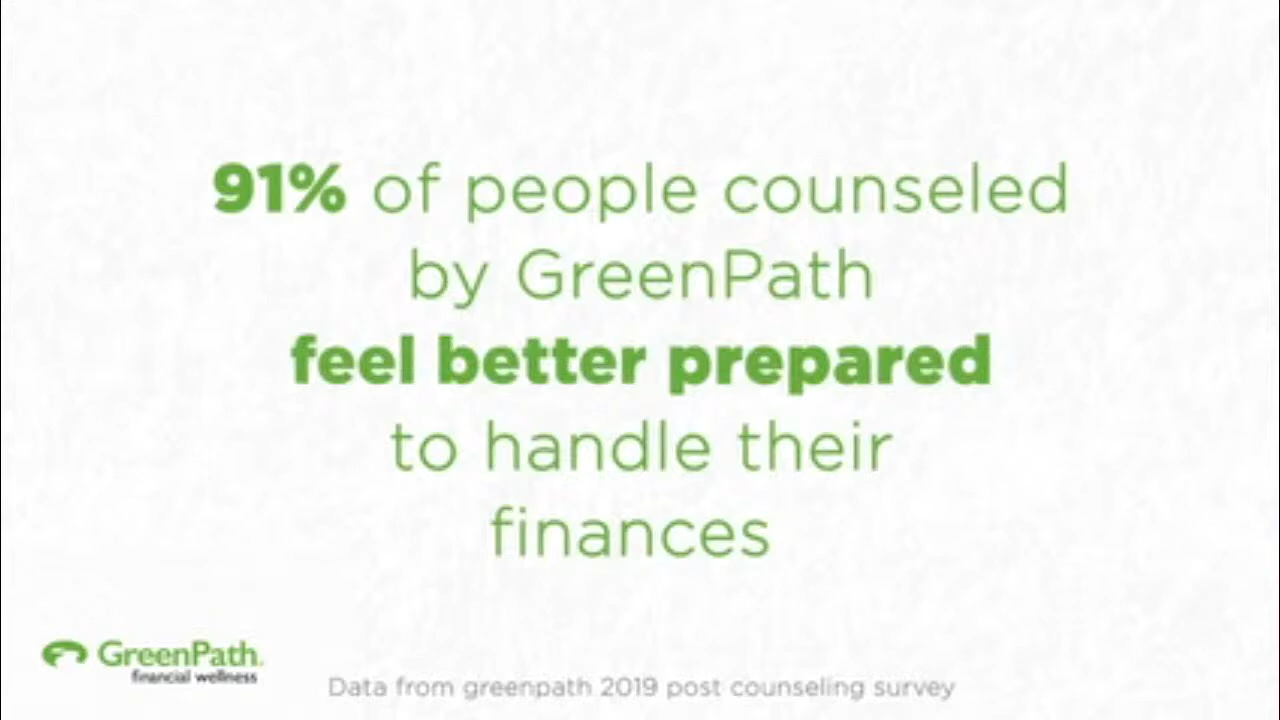 91% of people counseled
by GreenPath
feel better prepared
to handle their
finances
GreenPath
financial wellness
Data from greenpath 2019 post counseling survey